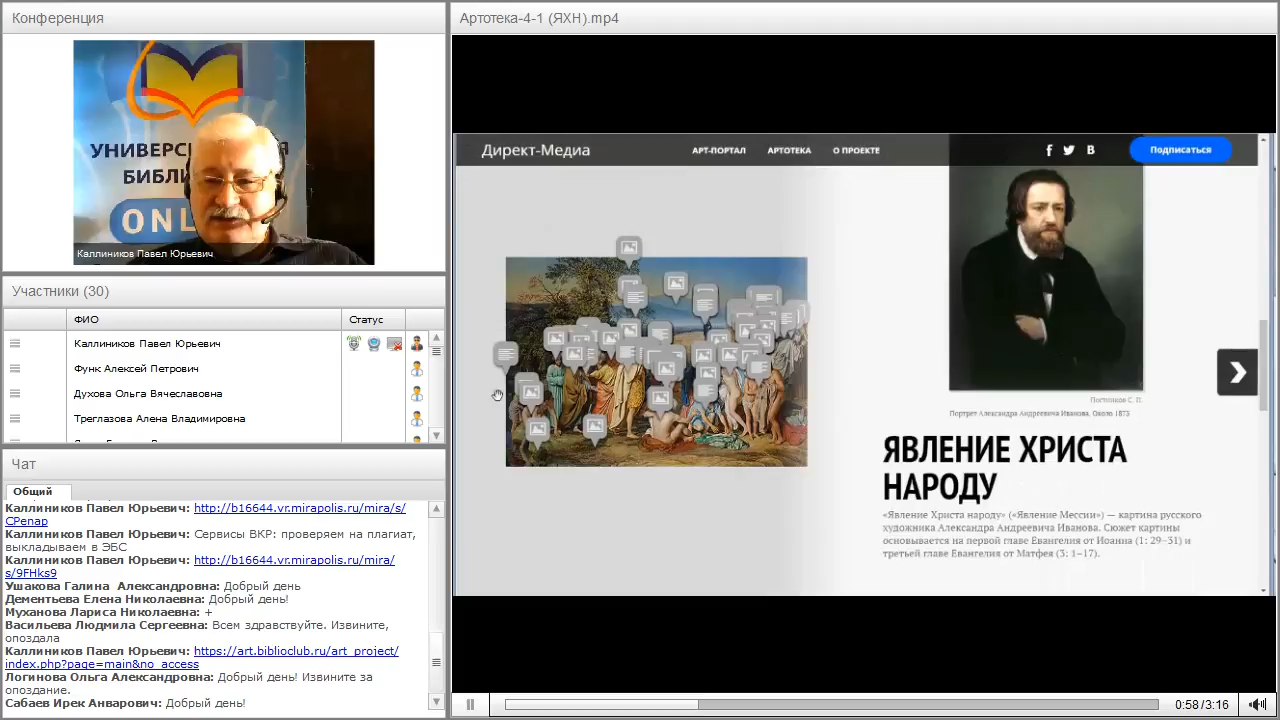 Конференция
УНИВЕРС
БИБЛИ
ONL
Каллиников Павел Юрьевич
Участники (30)
ФИО
Статус
Каллиников Павел Юрьевич
Функ Алексей Петрович
Духова Ольга Вячеславовна
Треглазова Алена Владимировна
Чат
Общий
Каллиников Павел Юрьевич: http://b16644.vr.mirapolis.ru/mira/s/
CPenap
Каллиников Павел Юрьевич: Сервисы ВКР: проверяем на плагиат,
выкладываем в ЭБС
Каллиников Павел Юрьевич: http://b16644.vr.mirapolis.ru/mira/
s/9FHks9
Ушакова Галина Александровна: Добрый день
Дементьева Елена Николаевна: Добрый день!
Муханова Лариса Николаевна: +
Васильева Людмила Сергеевна: Всем здравствуйте. Извините,
опоздала
Каллиников Павел Юрьевич: https://art.biblioclub.ru/art_project/
index.php?page=main&no_access
Логинова Ольга Александровна: Добрый день! Извините за
опоздание.
Сабаев Ирек Анварович: Добрый день!
Артотека-4-1 (ЯХН).mp4
Директ-Медиа
АРТ-ПОРТАЛ
АРТОТЕКА
О ПРОЕКТЕ
Подписаться
Постников С. П.
Портрет Александра Андреевича Иванова. Около 1873
ЯВЛЕНИЕ ХРИСТА
НАРОДУ
«Явление Христа народу» («Явление Мессии») — картина русского
художника Александра Андреевича Иванова. Сюжет картины
основывается на первой главе Евангелия от Иоанна (1: 29–31) и
третьей главе Евангелия от Матфея (3: 1–17).
0:58/3:16